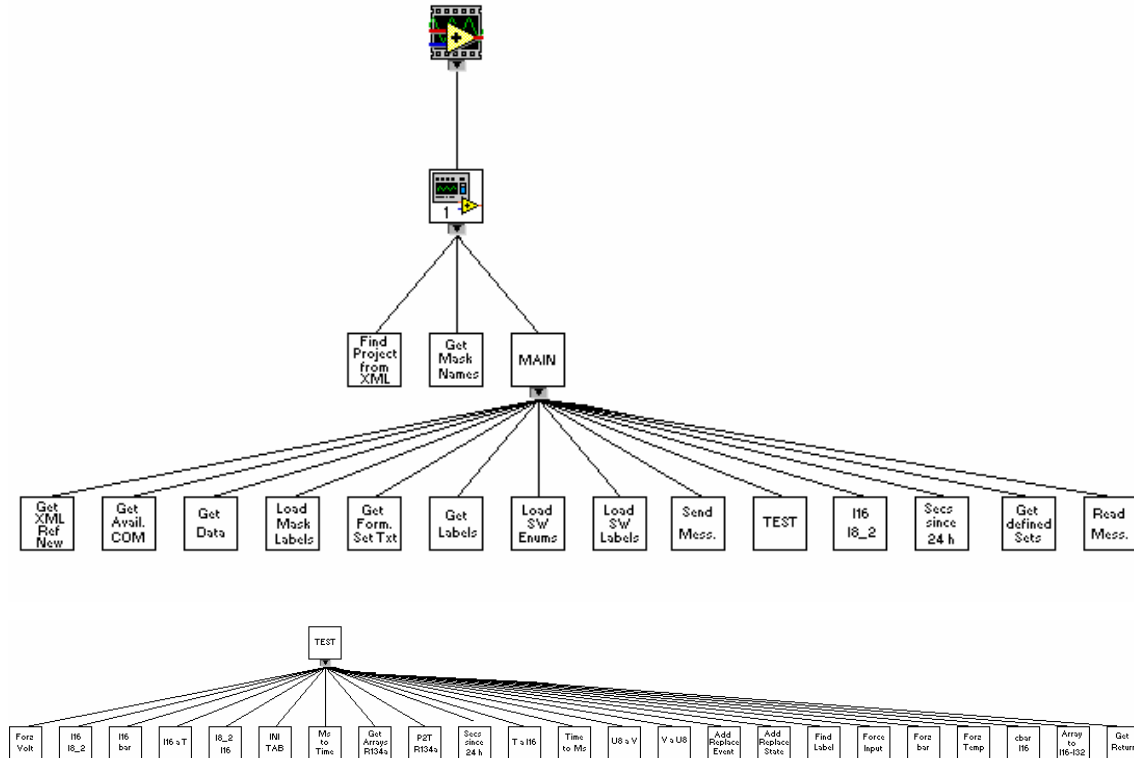 1
Find
Project
from
XML
Get
Mask
Names
MAIN
Get
XML
Ref
New
Get
Avail.
COM
Get
Data
Load
Mask
Labels
Get
Form.
Set Txt
Get
Labels
Load
SW
Enums
Load
SW
Labels
Send
Mess.
TEST
I16
I8_2
Secs
since
24 h
Get
defined
Sets
Read
Mess.
TEST
Forz
Volt
I16
I8_2
I16
bar
I16 a T
I8_2
I16
INI
TAB
Ms
to
Time
Get
Arrays
R134a
P2T
R134a
Secs
since
24 h
T a I16
Time
to Ms
U8 a V
V a U8
Add
Replace
Event
Add
Replace
State
Find
Label
Force
Input
Forz
bar
Forz
Temp
cbar
I16
Array
to
I16-I32
Get
Return